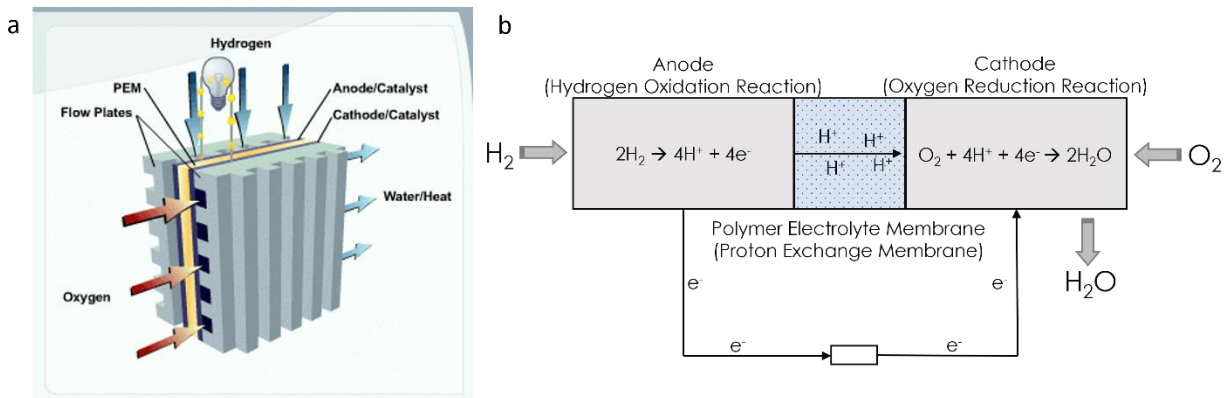 a
Hydrogen
PEM
Flow Plates
Anode/Catalyst
Cathode/Catalyst
Water/Heat
Oxygen
b
Anode
(Hydrogen Oxidation Reaction)
Cathode
(Oxygen Reduction Reaction)
H₂
2H₂ → 4H⁺ + 4e⁻
H⁺
H⁺
H⁺
H⁺
O₂ + 4H⁺ + 4e⁻ → 2H₂O
O₂
Polymer Electrolyte Membrane
(Proton Exchange Membrane)
H₂O
e⁻
e⁻
e⁻
e⁻